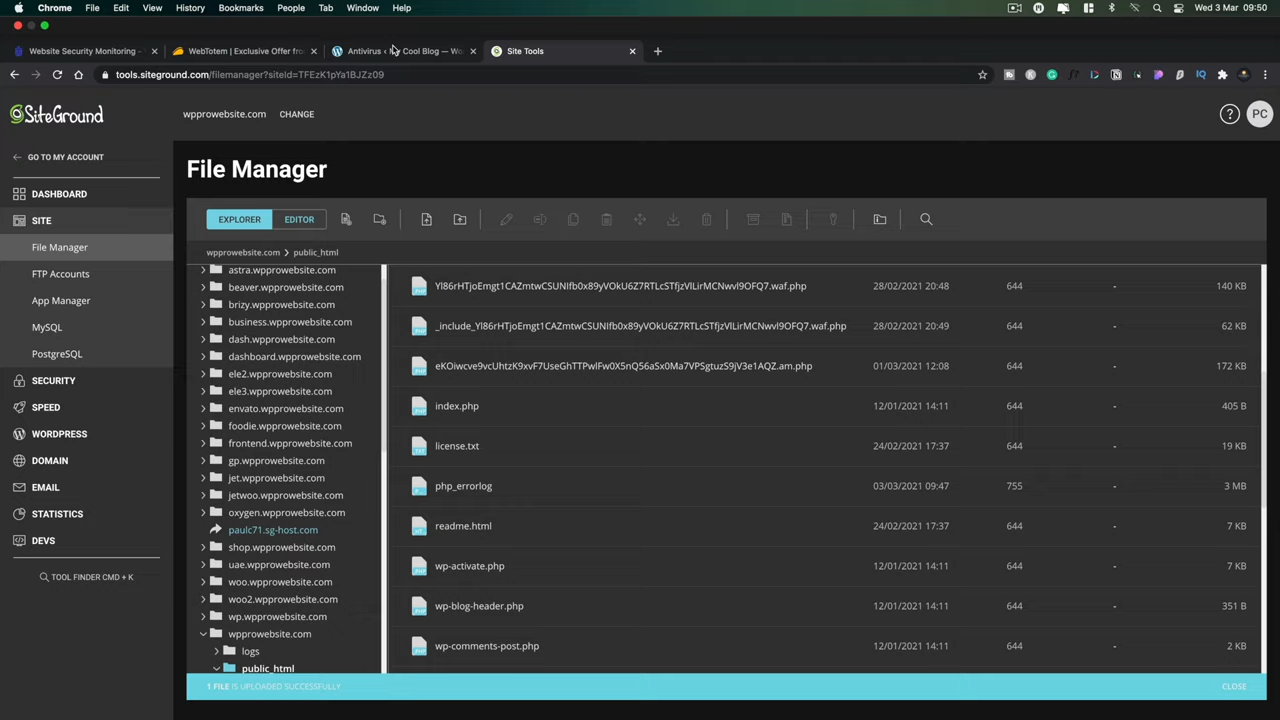 Chrome File Edit View History Bookmarks People Tab Window Help Wed 3 Mar 09:50
Website Security Monitoring - WebTotem | Exclusive Offer fro Antivirus ‹ My Cool Blog — Wo Site Tools
tools.siteground.com/filemanager?siteId=TFEzK1pYa1BJZz09
SiteGround wpprowebsite.com CHANGE PC
GO TO MY ACCOUNT
File Manager
DASHBOARD
SITE
File Manager
FTP Accounts
App Manager
MySQL
PostgreSQL
SECURITY
SPEED
WORDPRESS
DOMAIN
EMAIL
STATISTICS
DEVS
TOOL FINDER CMD + K
EXPLORER EDITOR
wpprowebsite.com > public_html
astra.wpprowebsite.com
beaver.wpprowebsite.com
brizy.wpprowebsite.com
business.wpprowebsite.com
dash.wpprowebsite.com
dashboard.wpprowebsite.com
ele2.wpprowebsite.com
ele3.wpprowebsite.com
envato.wpprowebsite.com
foodie.wpprowebsite.com
frontend.wpprowebsite.com
gp.wpprowebsite.com
jet.wpprowebsite.com
jetwoo.wpprowebsite.com
oxygen.wpprowebsite.com
paulc71.sg-host.com
shop.wpprowebsite.com
uae.wpprowebsite.com
woo.wpprowebsite.com
woo2.wpprowebsite.com
wp.wpprowebsite.com
wpprowebsite.com
logs
public_html
Yl86rHTjoEmgt1CAZmtwCSUNIfb0x89yVOkU6Z7RTLcSTfjzVlLirMCNwvl9OFQ7.waf.php 28/02/2021 20:48 644 - 140 KB
_include_Yl86rHTjoEmgt1CAZmtwCSUNIfb0x89yVOkU6Z7RTLcSTfjzVlLirMCNwvl9OFQ7.waf.php 28/02/2021 20:49 644 - 62 KB
eKOiwcve9vcUhtzK9xvF7UseGhTTPwlFw0X5nQ56aSx0Ma7VPSgtuzS9jV3e1AQZ.am.php 01/03/2021 12:08 644 - 172 KB
index.php 12/01/2021 14:11 644 - 405 B
license.txt 24/02/2021 17:37 644 - 19 KB
php_errorlog 03/03/2021 09:47 755 - 3 MB
readme.html 24/02/2021 17:37 644 - 7 KB
wp-activate.php 12/01/2021 14:11 644 - 7 KB
wp-blog-header.php 12/01/2021 14:11 644 - 351 B
wp-comments-post.php 12/01/2021 14:11 644 - 2 KB
1 FILE IS UPLOADED SUCCESSFULLY CLOSE